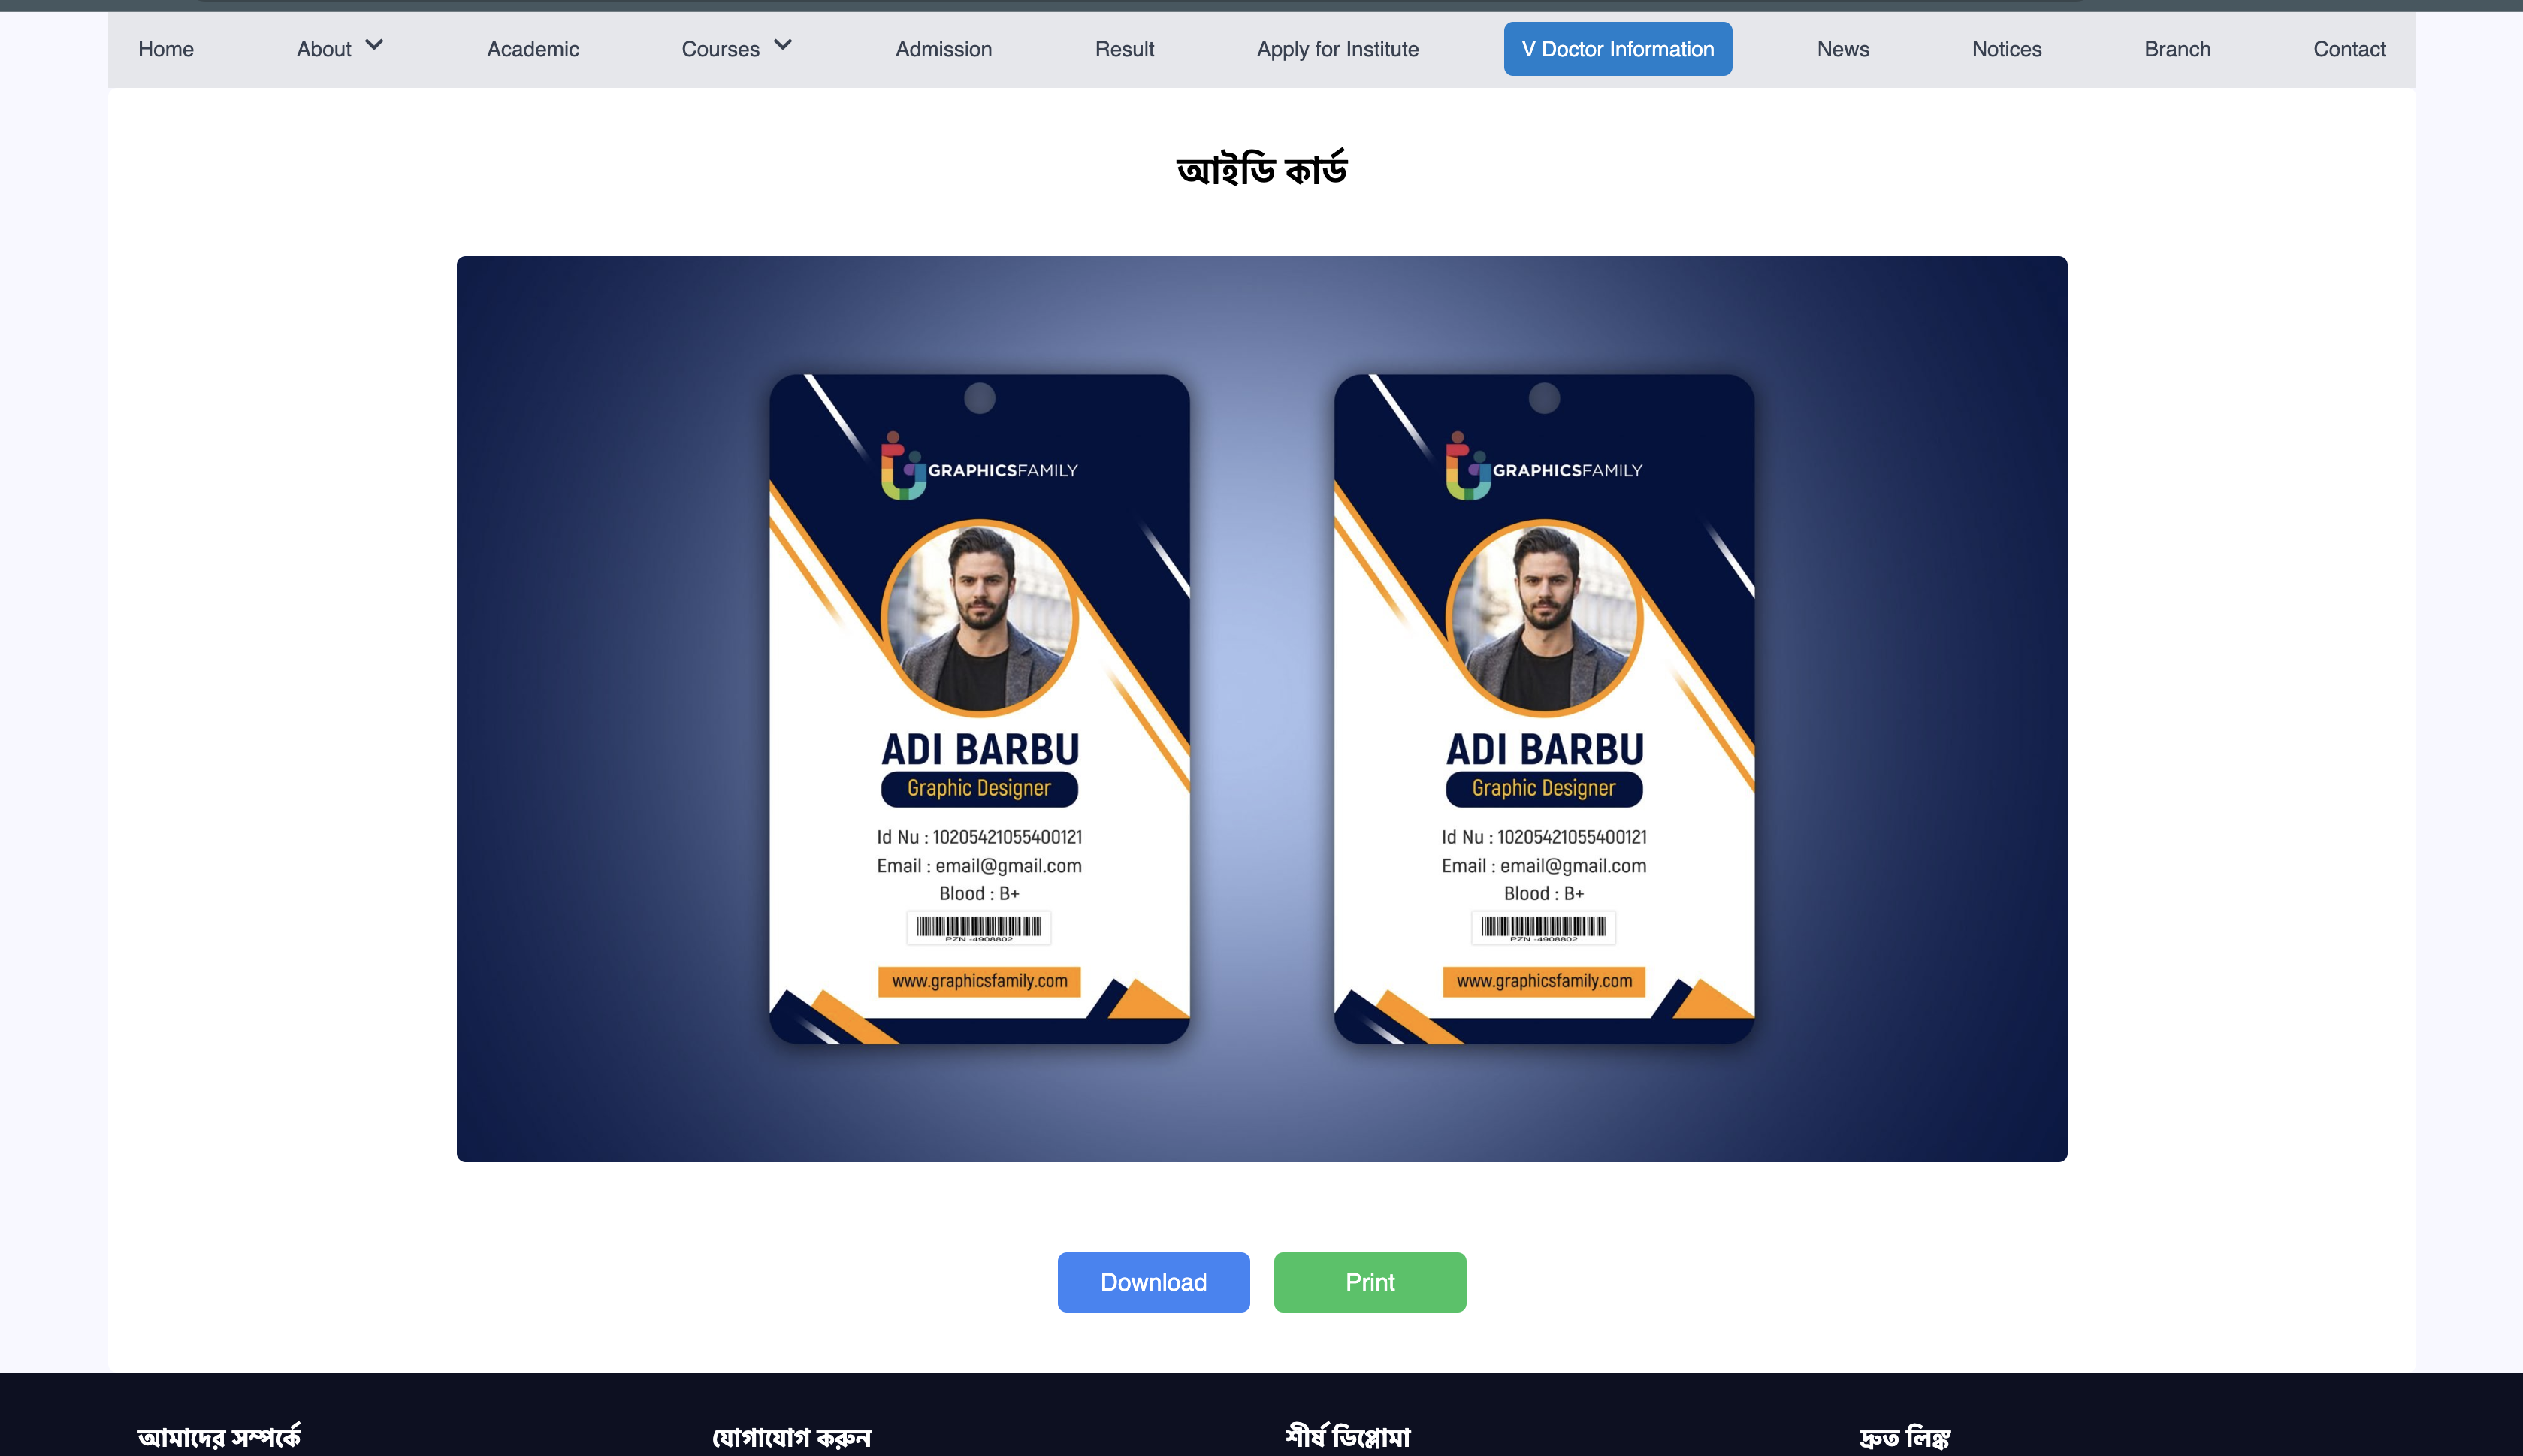 Home About Academic Courses Admission Result Apply for Institute V Doctor Information News Notices Branch Contact
আইডি কার্ড
GRAPHICSFAMILY
ADI BARBU
Graphic Designer
Id Nu : 10205421055400121
Email : email@gmail.com
Blood : B+
PZN -4908802
www.graphicsfamily.com
GRAPHICSFAMILY
ADI BARBU
Graphic Designer
Id Nu : 10205421055400121
Email : email@gmail.com
Blood : B+
PZN -4908802
www.graphicsfamily.com
Download Print
আমাদের সম্পর্কে যোগাযোগ করুন শীর্ষ ডিপ্লোমা দ্রুত লিঙ্ক